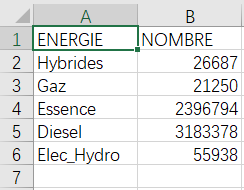 A B
1 ENERGIE NOMBRE
2 Hybrides 26687
3 Gaz 21250
4 Essence 2396794
5 Diesel 3183378
6 Elec_Hydro 55938
7